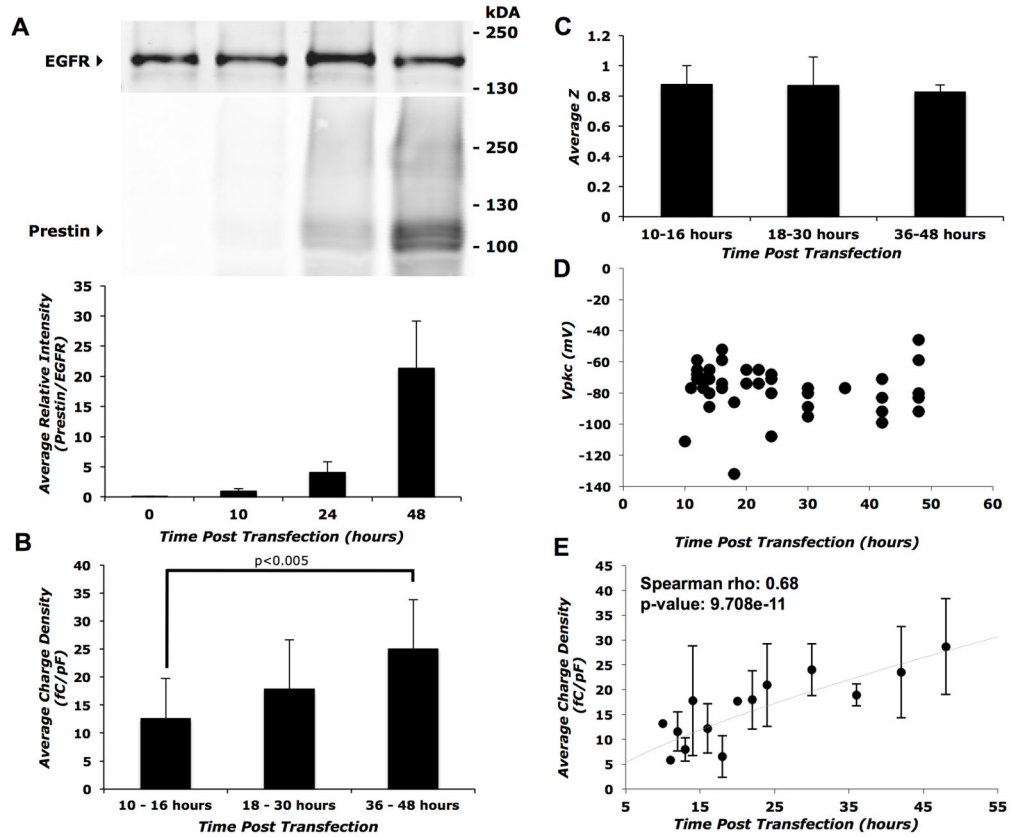 A
kDA
EGFR
- 250
- 130
- 250
- 130
Prestin
- 100
Average Relative Intensity
(Prestin/EGFR)
35
30
25
20
15
10
5
0
0 10 24 48
Time Post Transfection (hours)
B
p<0.005
Average Charge Density
(fC/pF)
40
35
30
25
20
15
10
5
0
10 - 16 hours 18 - 30 hours 36 - 48 hours
Time Post Transfection
C
Average Z
1.2
1
0.8
0.6
0.4
0.2
0
10-16 hours 18-30 hours 36-48 hours
Time Post Transfection
D
Vpkc (mV)
0
-20
-40
-60
-80
-100
-120
-140
0 10 20 30 40 50 60
Time Post Transfection (hours)
E
Spearman rho: 0.68
p-value: 9.708e-11
Average Charge Density
(fC/pF)
45
40
35
30
25
20
15
10
5
0
5 15 25 35 45 55
Time Post Transfection (hours)